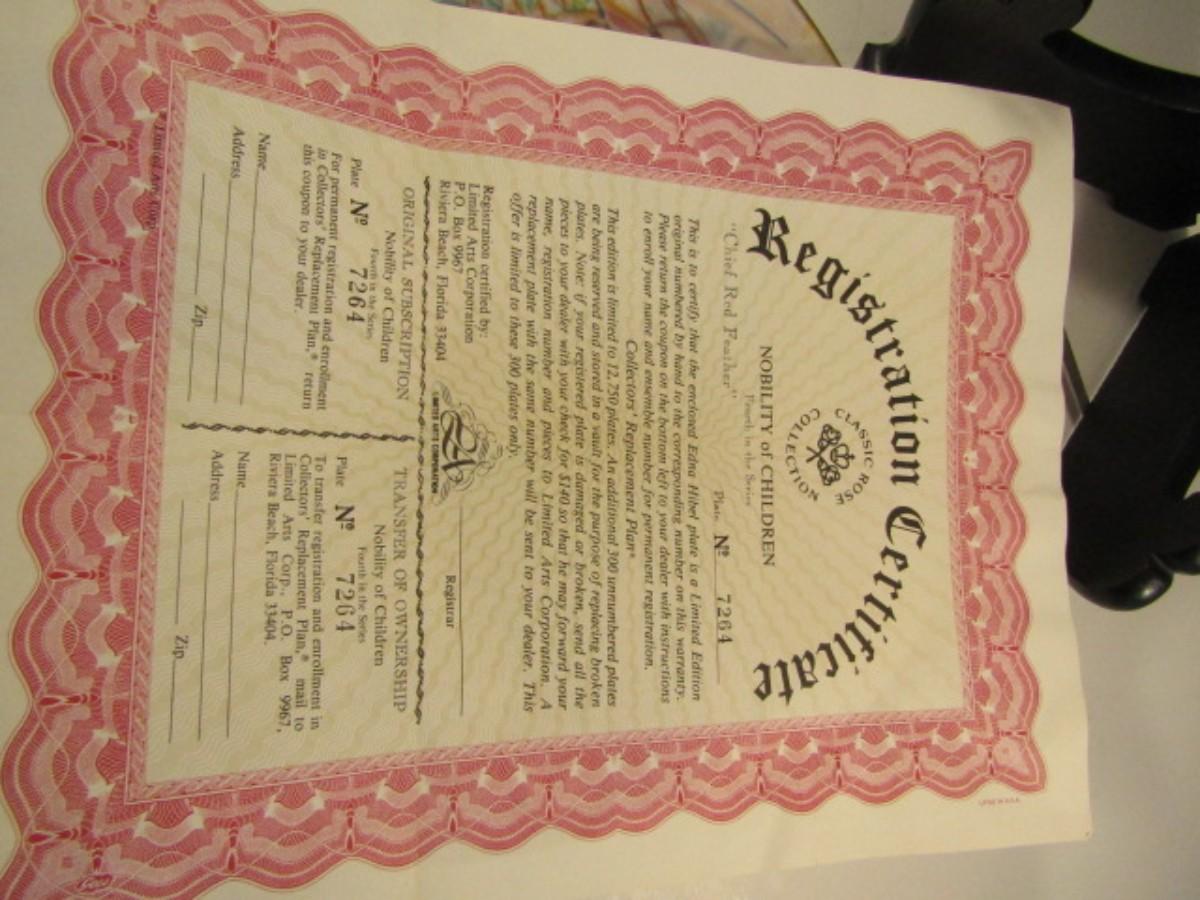 Registration Certificate
CLASSIC ROSE
COLLECTION
NOBILITY of CHILDREN
Fourth in the Series
"Chief Red Feather"
Plate Nº 7264
This is to certify that the enclosed Edna Hibel plate is a Limited Edition
original numbered by hand to the corresponding number on this warranty.
Please return the coupon on the bottom left to your dealer with instructions
to enroll your name and ensemble number for permanent registration.
Collectors' Replacement Plan®
This edition is limited to 12,750 plates. An additional 300 unnumbered plates
are being reserved and stored in a vault for the purpose of replacing broken
plates. Note: if your registered plate is damaged or broken, send all the
pieces to your dealer with your check for $140 so that he may forward your
name, registration number and pieces to Limited Arts Corporation. A
replacement plate with the same number will be sent to your dealer. This
offer is limited to these 300 plates only.
Registration certified by:
Limited Arts Corporation
P.O. Box 9967
Riviera Beach, Florida 33404
LIMITED ARTS CORPORATION
Registrar
ORIGINAL SUBSCRIPTION
Nobility of Children
Fourth in the Series
Plate Nº 7264
For permanent registration and enrollment
in Collectors' Replacement Plan,® return
this coupon to your dealer.
Name
Address
Zip
TRANSFER OF OWNERSHIP
Nobility of Children
Fourth in the Series
Plate Nº 7264
To transfer registration and enrollment in
Collectors' Replacement Plan,® mail to
Limited Arts Corp., P.O. Box 9967,
Riviera Beach, Florida 33404.
Name
Address
Zip
Limited Arts Corp.